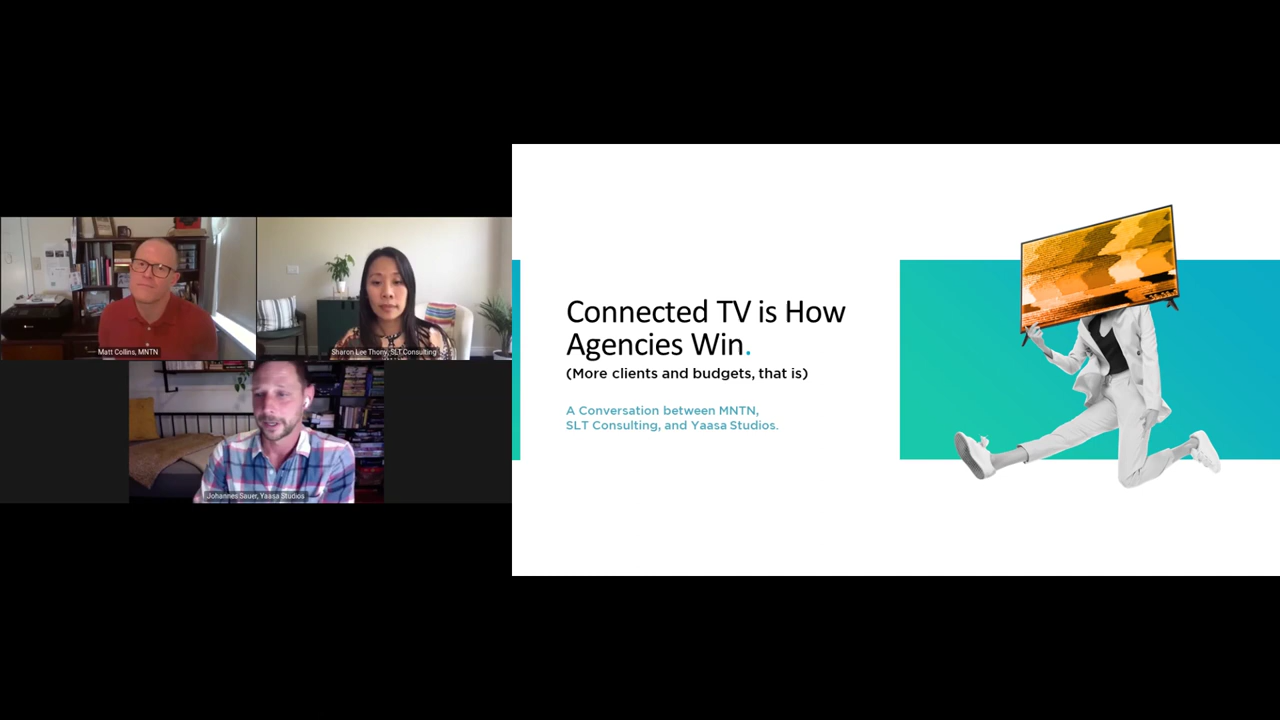 Matt Collins, MNTN
Sharon Lee Thony, SLT Consulting
Johannes Sauer, Yaasa Studios
Connected TV is How
Agencies Win.
(More clients and budgets, that is)
A Conversation between MNTN,
SLT Consulting, and Yaasa Studios.